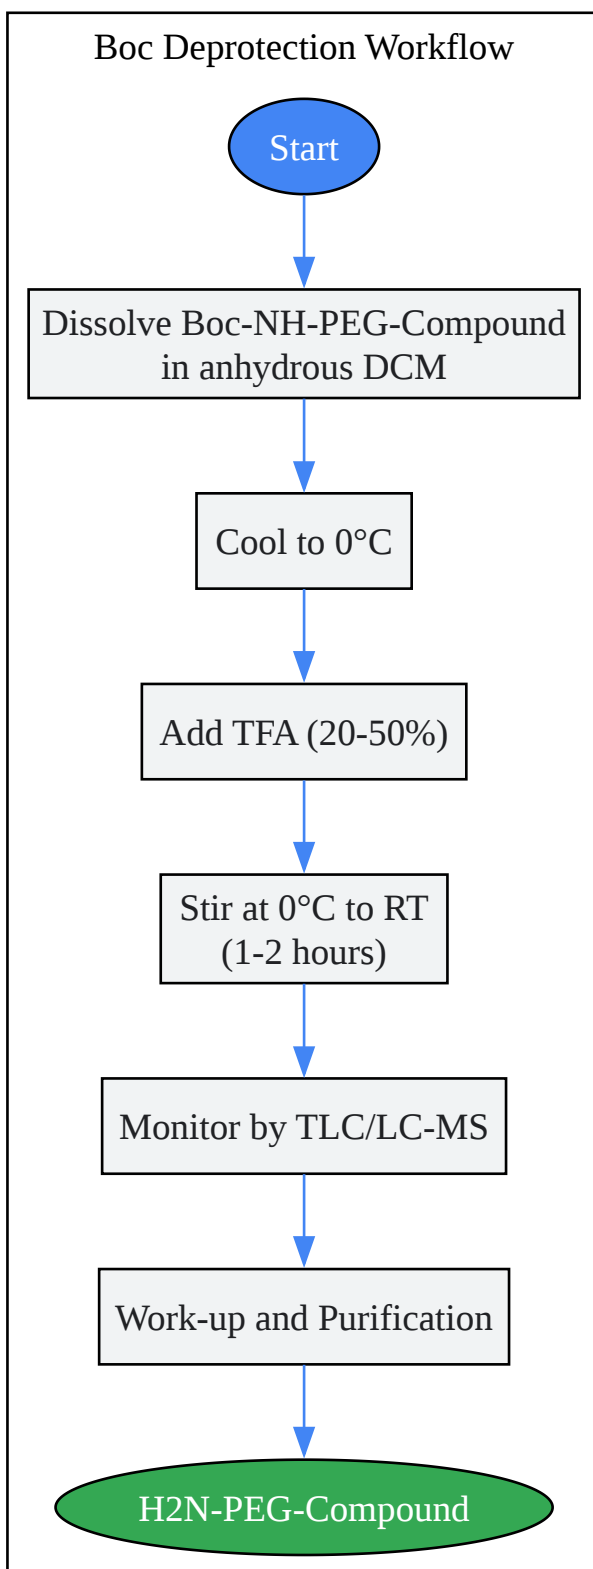 Boc Deprotection Workflow
Start
Dissolve Boc-NH-PEG-Compound
in anhydrous DCM
Cool to 0°C
Add TFA (20-50%)
Stir at 0°C to RT
(1-2 hours)
Monitor by TLC/LC-MS
Work-up and Purification
H2N-PEG-Compound